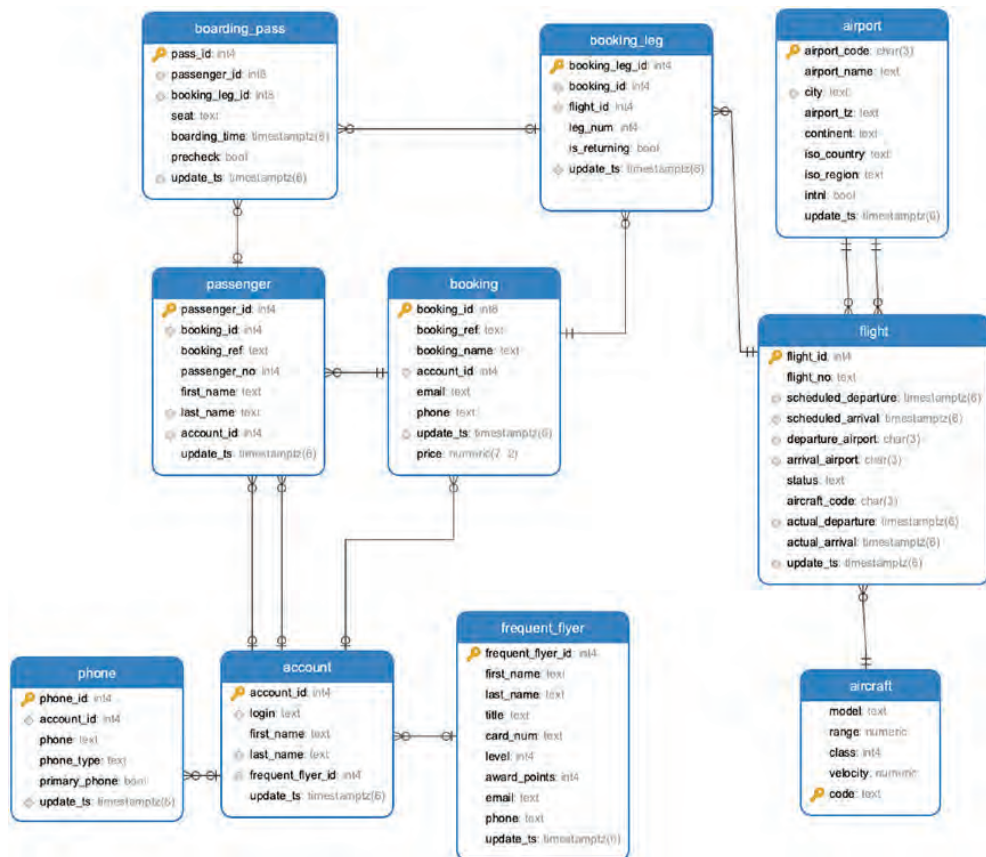 boarding_pass
pass_id: int4
passenger_id: int8
booking_leg_id: int8
seat: text
boarding_time: timestamptz(6)
precheck: bool
update_ts: timestamptz(6)
booking_leg
booking_leg_id: int4
booking_id: int4
flight_id: int4
leg_num: int4
is_returning: bool
update_ts: timestamptz(6)
airport
airport_code: char(3)
airport_name: text
city: text
airport_tz: text
continent: text
iso_country: text
iso_region: text
intnl: bool
update_ts: timestamptz(6)
passenger
passenger_id: int4
booking_id: int4
booking_ref: text
passenger_no: int4
first_name: text
last_name: text
account_id: int4
update_ts: timestamptz(6)
booking
booking_id: int8
booking_ref: text
booking_name: text
account_id: int4
email: text
phone: text
update_ts: timestamptz(6)
price: numeric(7 2)
flight
flight_id: int4
flight_no: text
scheduled_departure: timestamptz(6)
scheduled_arrival: timestamptz(6)
departure_airport: char(3)
arrival_airport: char(3)
status: text
aircraft_code: char(3)
actual_departure: timestamptz(6)
actual_arrival: timestamptz(6)
update_ts: timestamptz(6)
phone
phone_id: int4
account_id: int4
phone: text
phone_type: text
primary_phone: bool
update_ts: timestamptz(6)
account
account_id: int4
login: text
first_name: text
last_name: text
frequent_flyer_id: int4
update_ts: timestamptz(6)
frequent_flyer
frequent_flyer_id: int4
first_name: text
last_name: text
title: text
card_num: text
level: int4
award_points: int4
email: text
phone: text
update_ts: timestamptz(6)
aircraft
model: text
range: numeric
class: int4
velocity: numeric
code: text